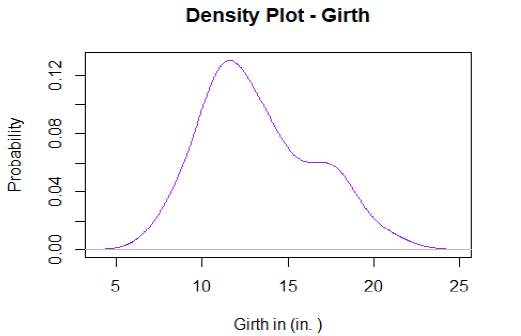 Density Plot - Girth
Probability
0.12
0.08
0.04
0.00
5 10 15 20 25
Girth in (in. )